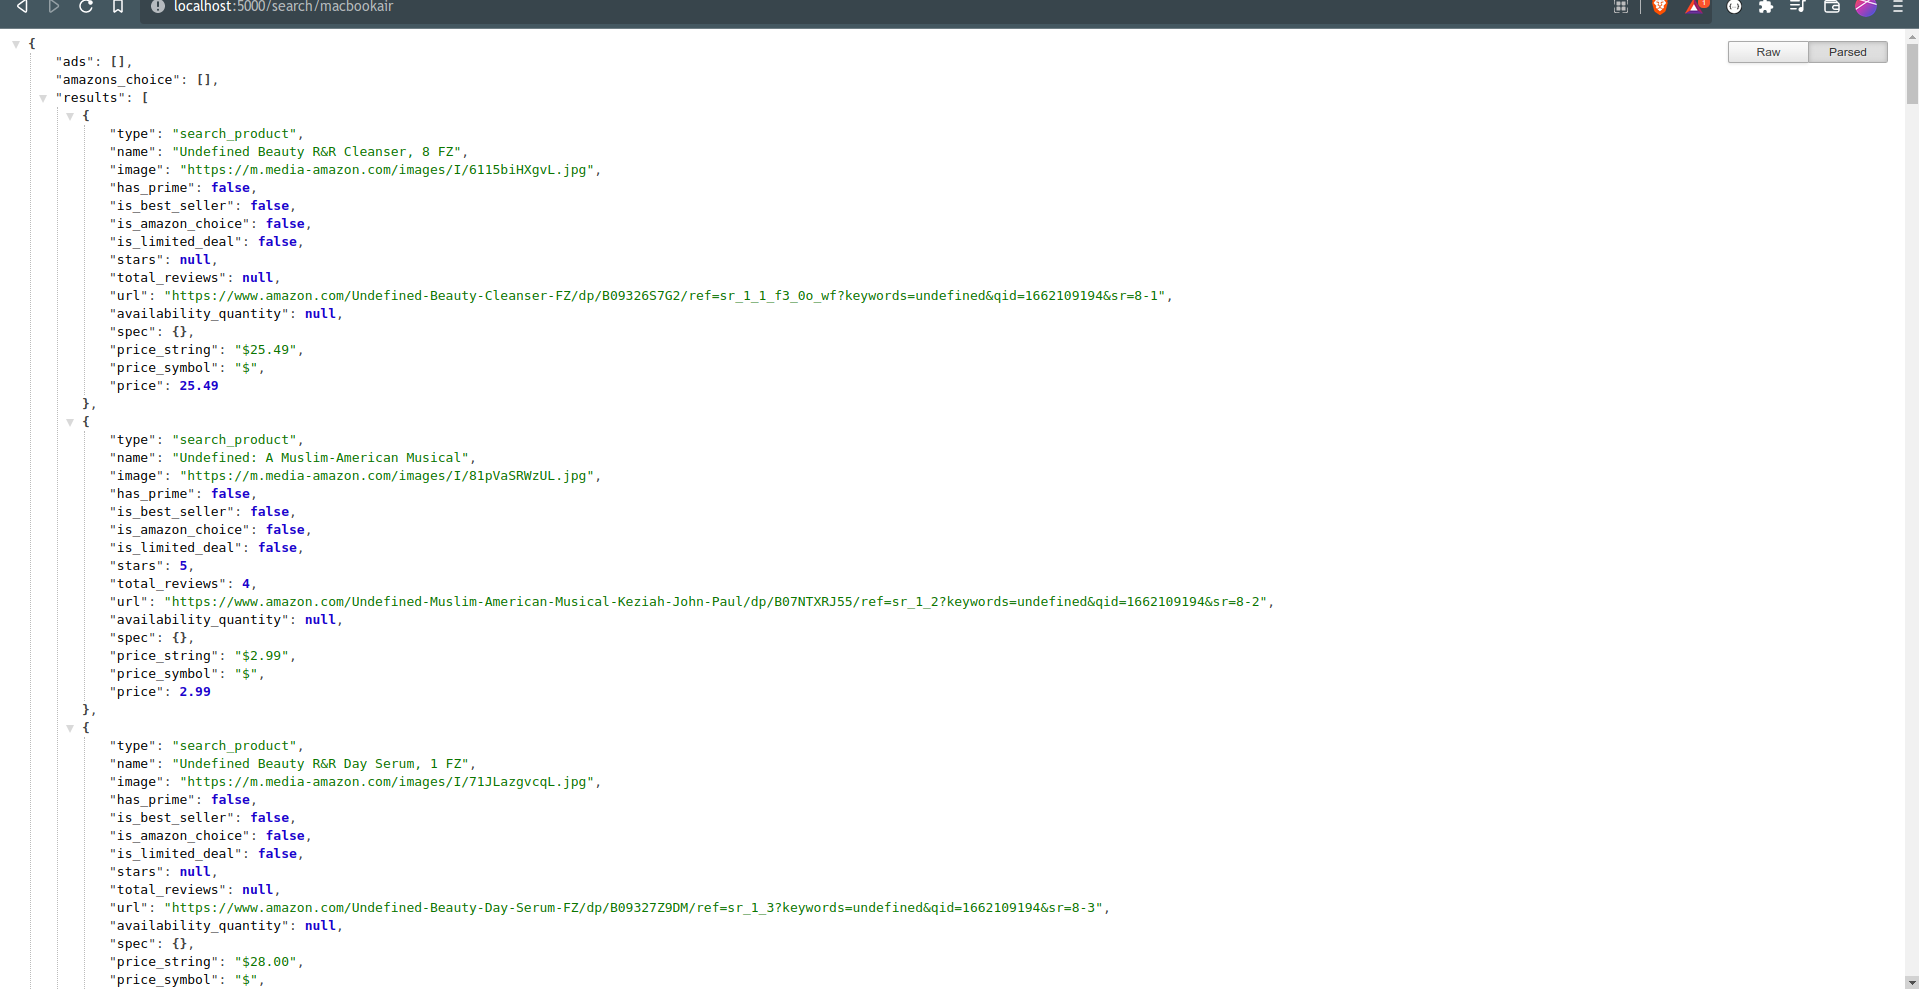 localhost:5000/search/macbookair
1
Raw
Parsed
{
"ads": [],
"amazons_choice": [],
"results": [
{
"type": "search_product",
"name": "Undefined Beauty R&R Cleanser, 8 FZ",
"image": "https://m.media-amazon.com/images/I/6115biHXgvL.jpg",
"has_prime": false,
"is_best_seller": false,
"is_amazon_choice": false,
"is_limited_deal": false,
"stars": null,
"total_reviews": null,
"url": "https://www.amazon.com/Undefined-Beauty-Cleanser-FZ/dp/B09326S7G2/ref=sr_1_1_f3_0o_wf?keywords=undefined&qid=1662109194&sr=8-1",
"availability_quantity": null,
"spec": {},
"price_string": "$25.49",
"price_symbol": "$",
"price": 25.49
},
{
"type": "search_product",
"name": "Undefined: A Muslim-American Musical",
"image": "https://m.media-amazon.com/images/I/81pVaSRWzUL.jpg",
"has_prime": false,
"is_best_seller": false,
"is_amazon_choice": false,
"is_limited_deal": false,
"stars": 5,
"total_reviews": 4,
"url": "https://www.amazon.com/Undefined-Muslim-American-Musical-Keziah-John-Paul/dp/B07NTXRJ55/ref=sr_1_2?keywords=undefined&qid=1662109194&sr=8-2",
"availability_quantity": null,
"spec": {},
"price_string": "$2.99",
"price_symbol": "$",
"price": 2.99
},
{
"type": "search_product",
"name": "Undefined Beauty R&R Day Serum, 1 FZ",
"image": "https://m.media-amazon.com/images/I/71JLazgvcqL.jpg",
"has_prime": false,
"is_best_seller": false,
"is_amazon_choice": false,
"is_limited_deal": false,
"stars": null,
"total_reviews": null,
"url": "https://www.amazon.com/Undefined-Beauty-Day-Serum-FZ/dp/B09327Z9DM/ref=sr_1_3?keywords=undefined&qid=1662109194&sr=8-3",
"availability_quantity": null,
"spec": {},
"price_string": "$28.00",
"price_symbol": "$",